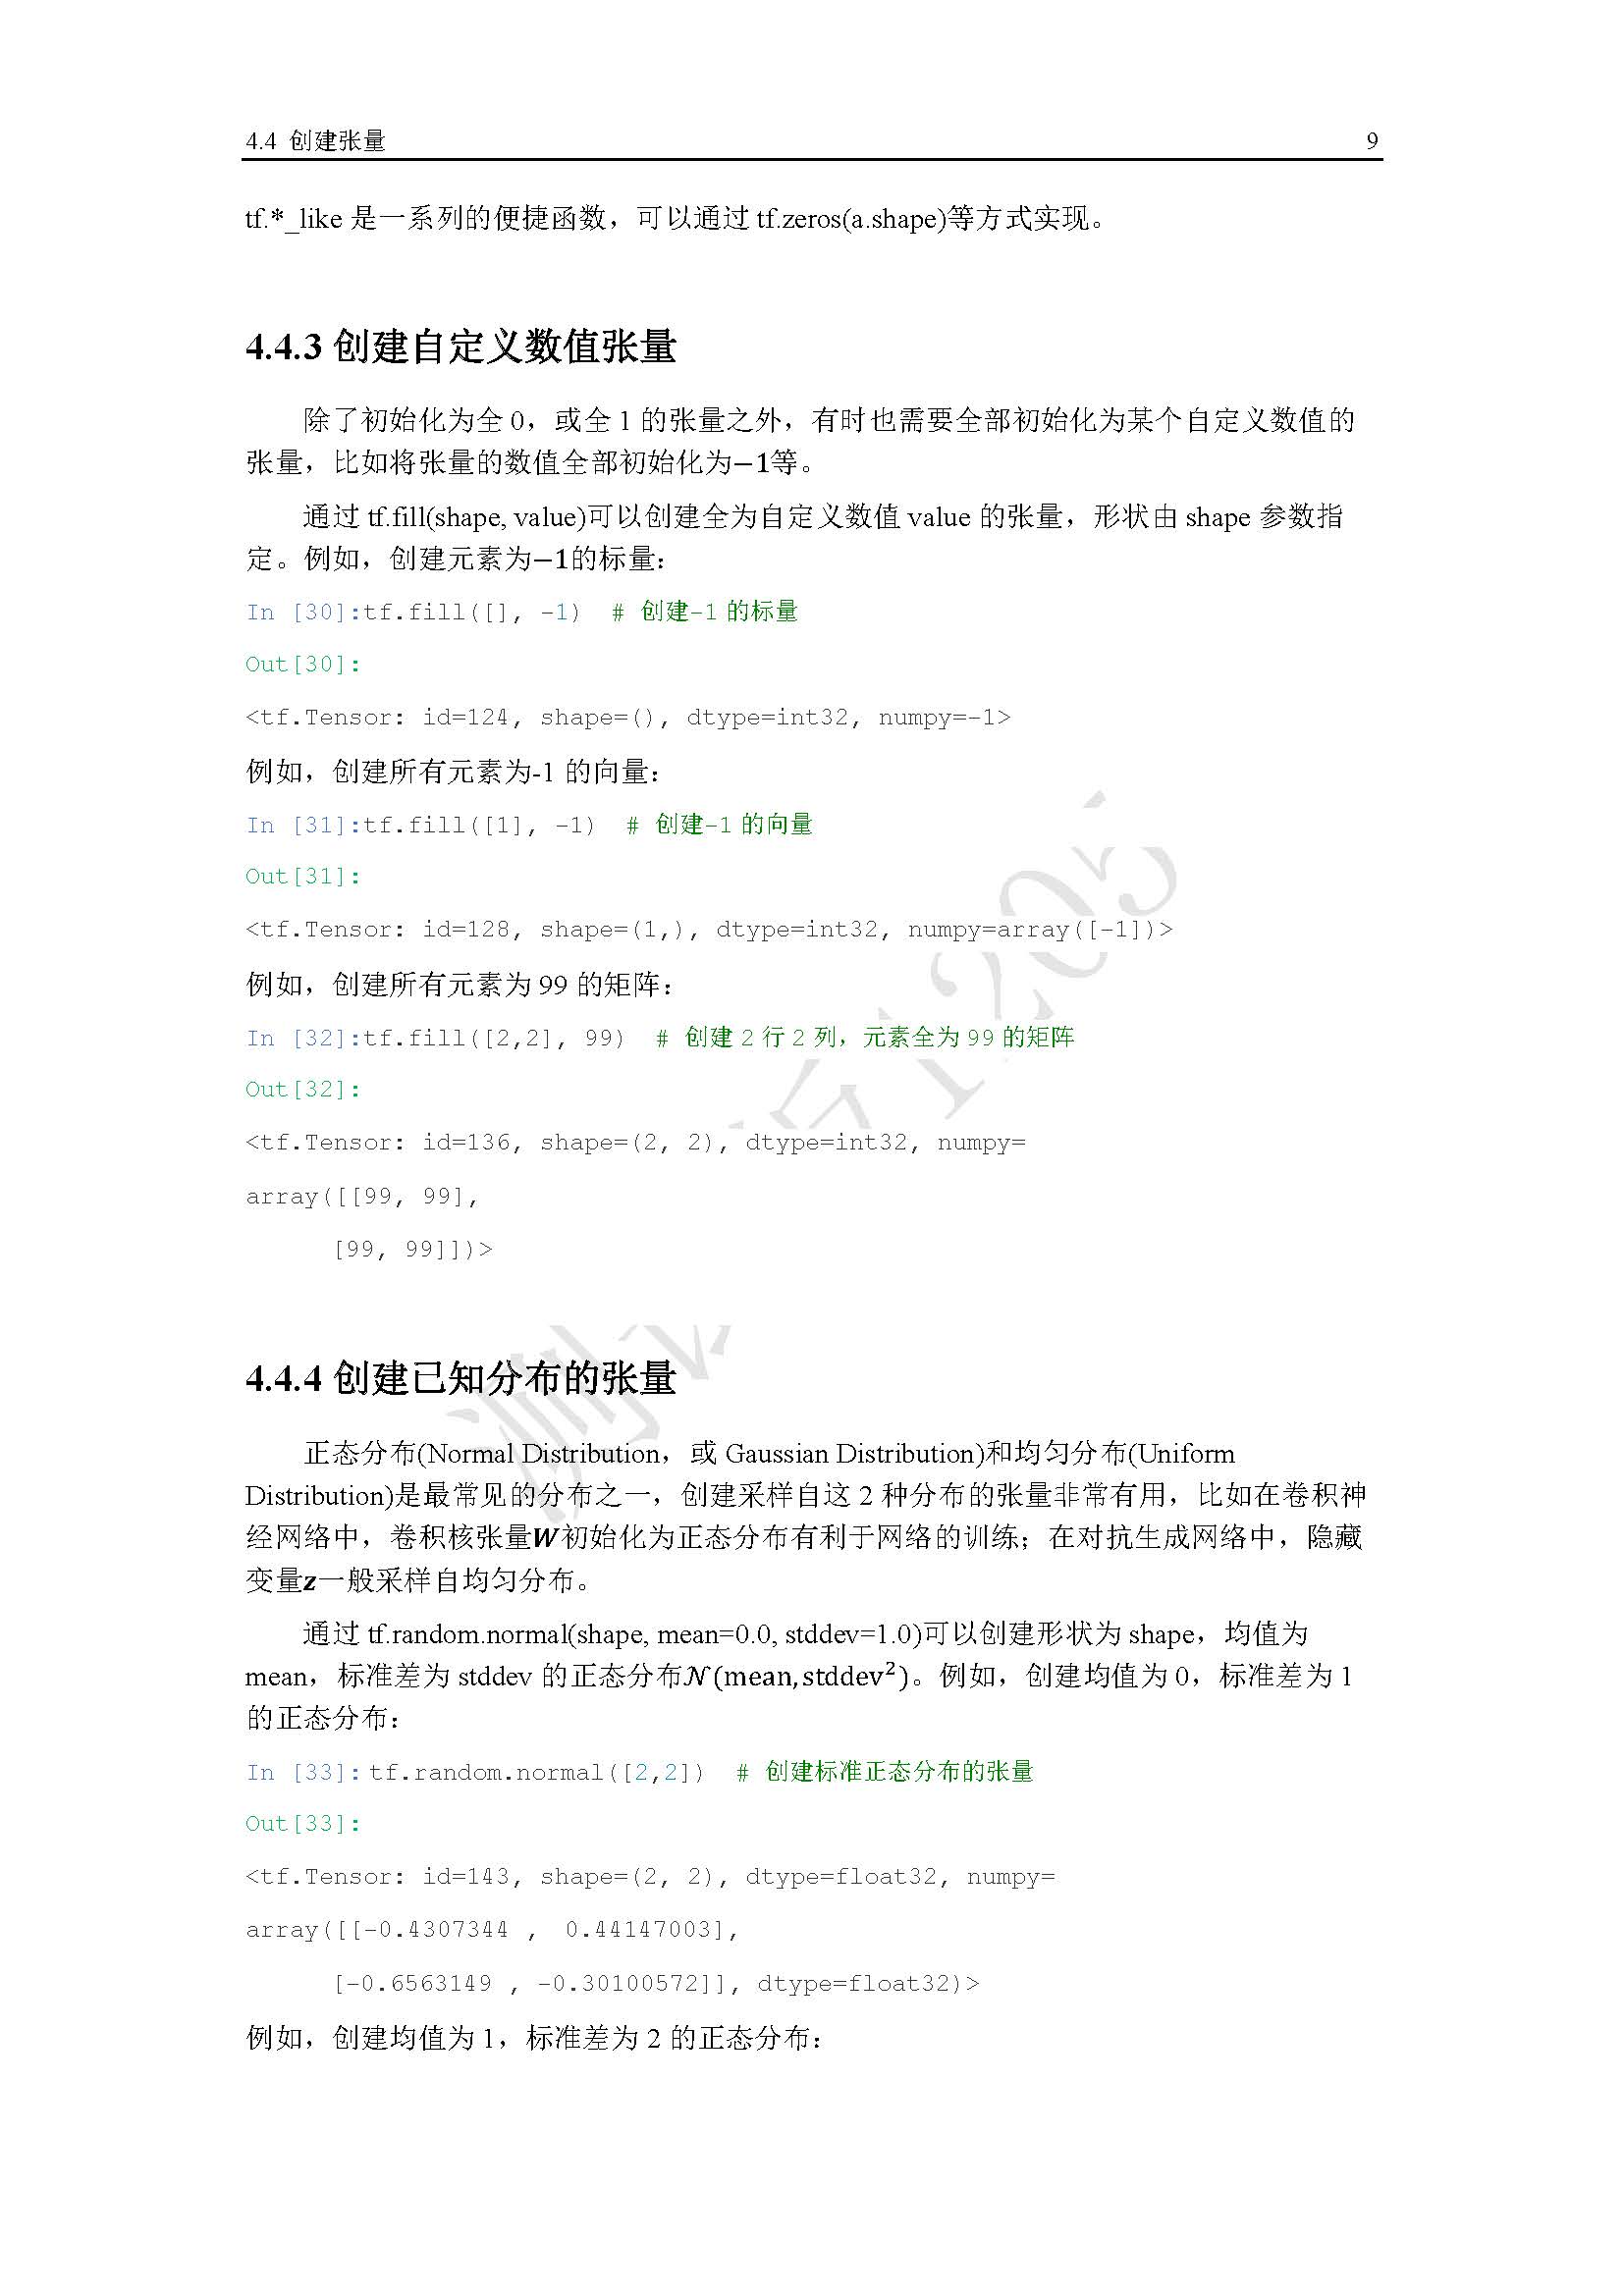 4.4 创建张量 9
tf.*_like 是一系列的便捷函数，可以通过 tf.zeros(a.shape)等方式实现。
4.4.3 创建自定义数值张量
除了初始化为全 0，或全 1 的张量之外，有时也需要全部初始化为某个自定义数值的
张量，比如将张量的数值全部初始化为−1等。
通过 tf.fill(shape, value)可以创建全为自定义数值 value 的张量，形状由 shape 参数指
定。例如，创建元素为−1的标量：
In [30]:tf.fill([], -1)  # 创建-1 的标量
Out[30]:
<tf.Tensor: id=124, shape=(), dtype=int32, numpy=-1>
例如，创建所有元素为-1 的向量：
In [31]:tf.fill([1], -1)  # 创建-1 的向量
Out[31]:
<tf.Tensor: id=128, shape=(1,), dtype=int32, numpy=array([-1])>
例如，创建所有元素为 99 的矩阵：
In [32]:tf.fill([2,2], 99)  # 创建 2 行 2 列，元素全为 99 的矩阵
Out[32]:
<tf.Tensor: id=136, shape=(2, 2), dtype=int32, numpy=
array([[99, 99],
[99, 99]])>
4.4.4 创建已知分布的张量
正态分布(Normal Distribution，或 Gaussian Distribution)和均匀分布(Uniform
Distribution)是最常见的分布之一，创建采样自这 2 种分布的张量非常有用，比如在卷积神
经网络中，卷积核张量W初始化为正态分布有利于网络的训练；在对抗生成网络中，隐藏
变量z一般采样自均匀分布。
通过 tf.random.normal(shape, mean=0.0, stddev=1.0)可以创建形状为 shape，均值为
mean，标准差为 stddev 的正态分布𝒩(mean,stddev²)。例如，创建均值为 0，标准差为 1
的正态分布：
In [33]: tf.random.normal([2,2])  # 创建标准正态分布的张量
Out[33]:
<tf.Tensor: id=143, shape=(2, 2), dtype=float32, numpy=
array([[-0.4307344 ,  0.44147003],
[-0.6563149 , -0.30100572]], dtype=float32)>
例如，创建均值为 1，标准差为 2 的正态分布：